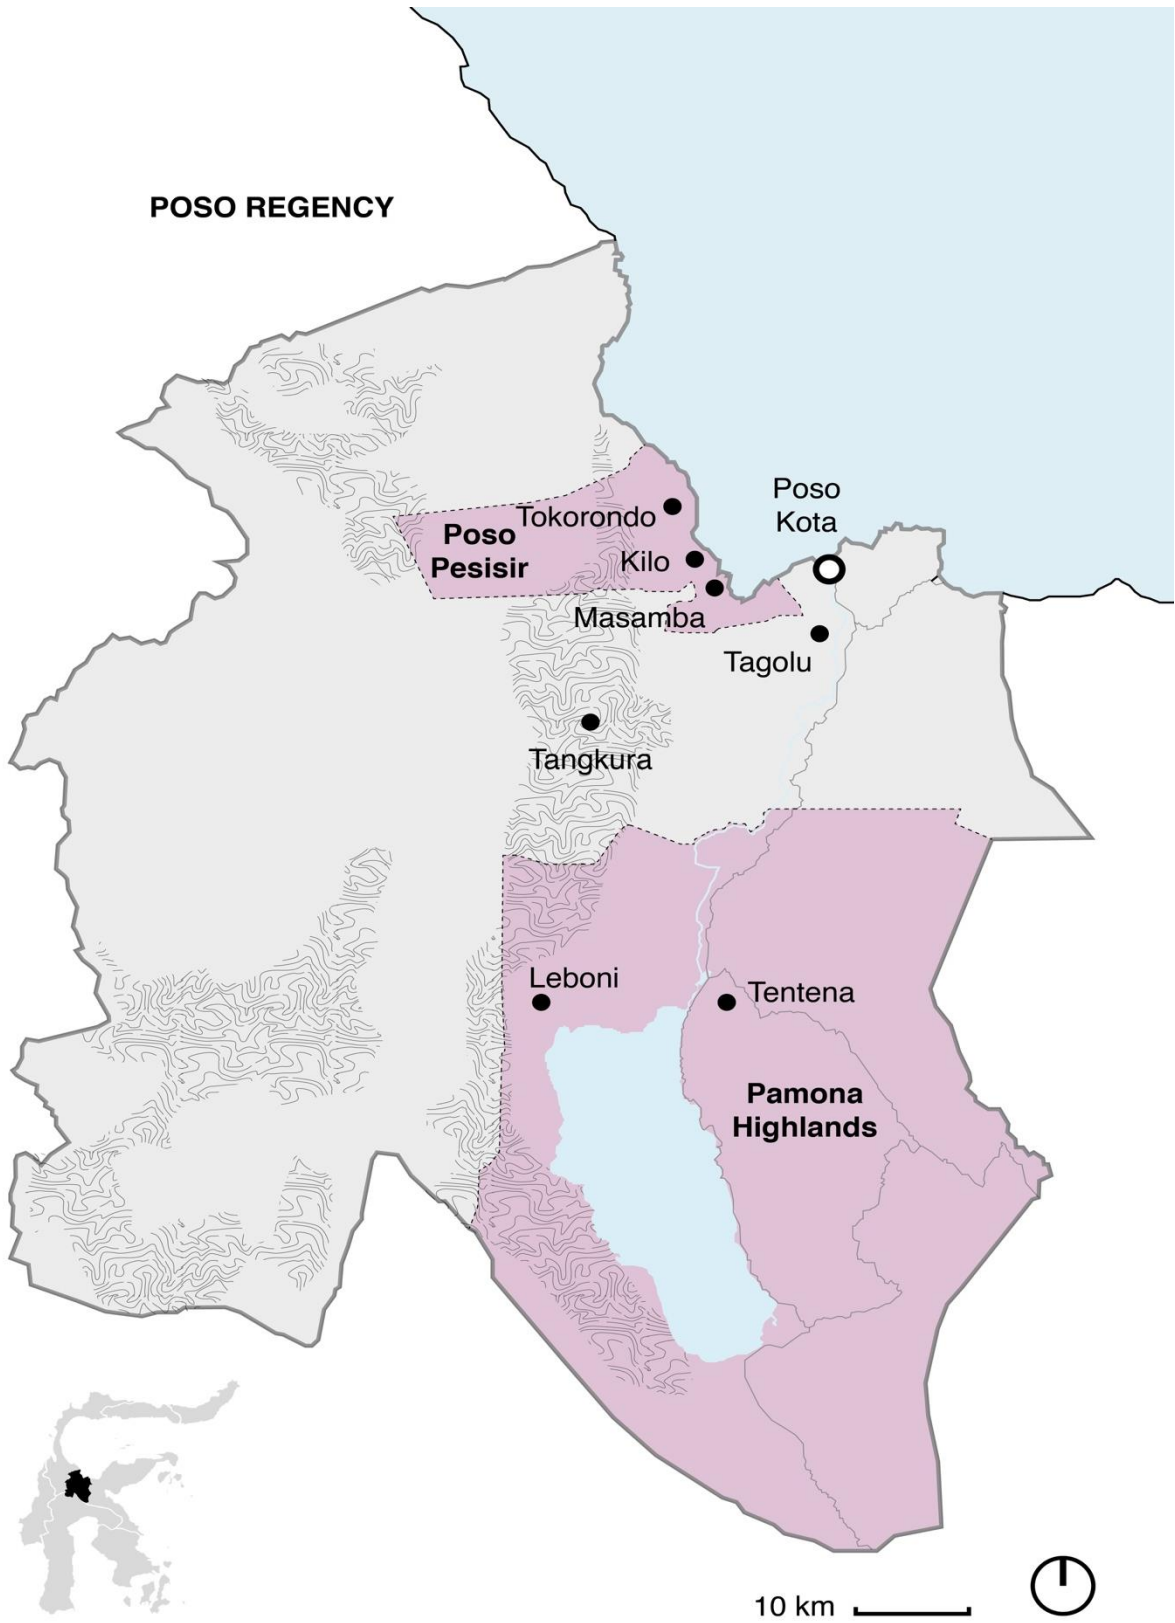 POSO REGENCY
Poso
Kota
Tokorondo
Poso
Pesisir
Kilo
Masamba
Tagolu
Tangkura
Leboni
Tentena
Pamona
Highlands
10 km